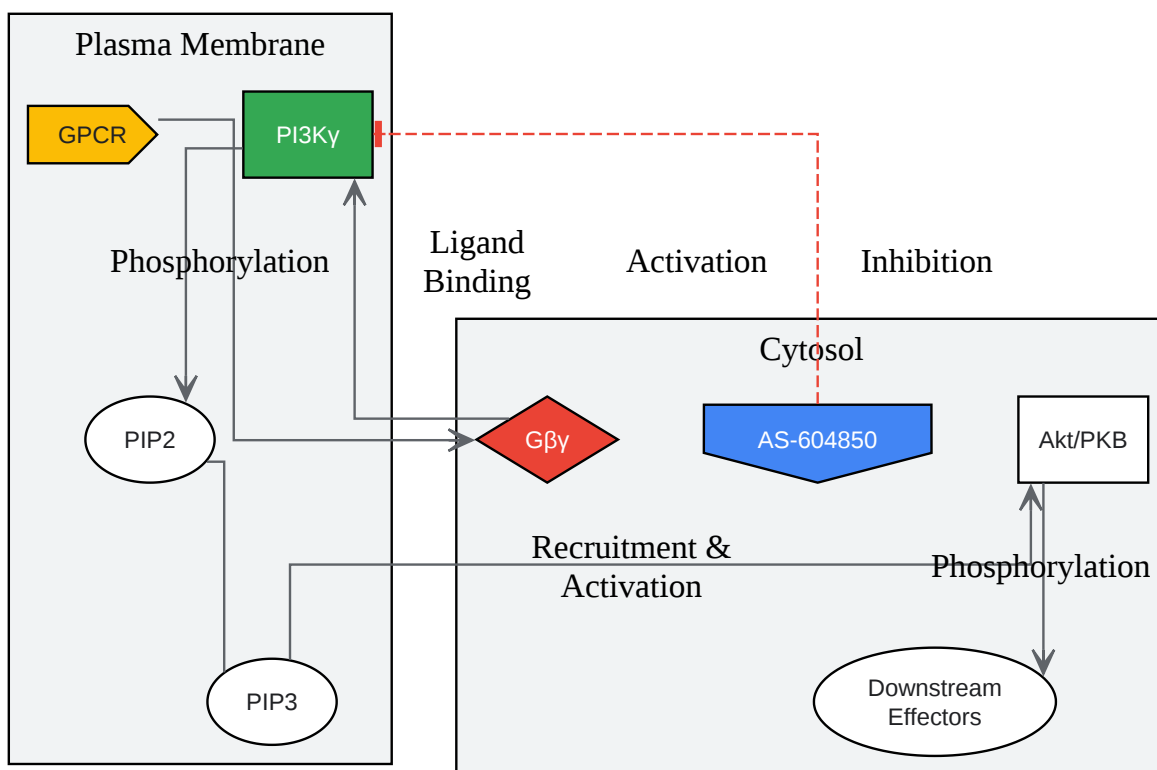 Plasma Membrane
GPCR
PI3Kγ
Phosphorylation
Ligand
Binding
Activation
Inhibition
Cytosol
PIP2
Gβγ
AS-604850
Akt/PKB
Recruitment &
Activation
Phosphorylation
PIP3
Downstream
Effectors